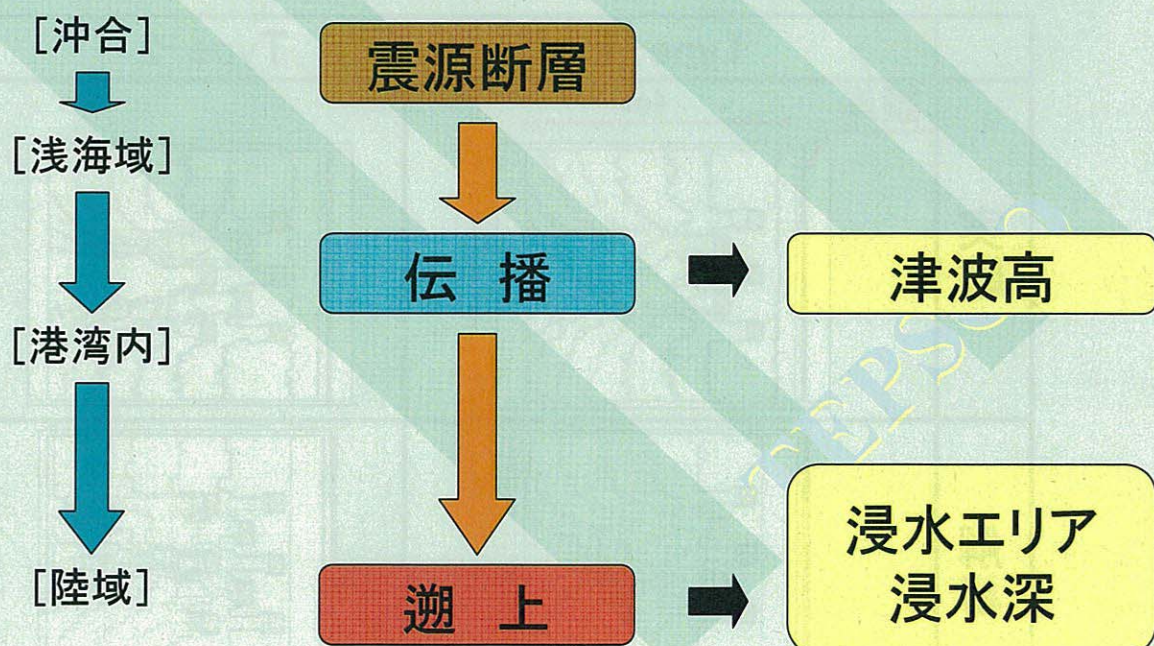 [沖合]
震源断層
[浅海域]
伝 播
津波高
[港湾内]
TEPSCO
浸水エリア
浸水深
[陸域]
遡 上